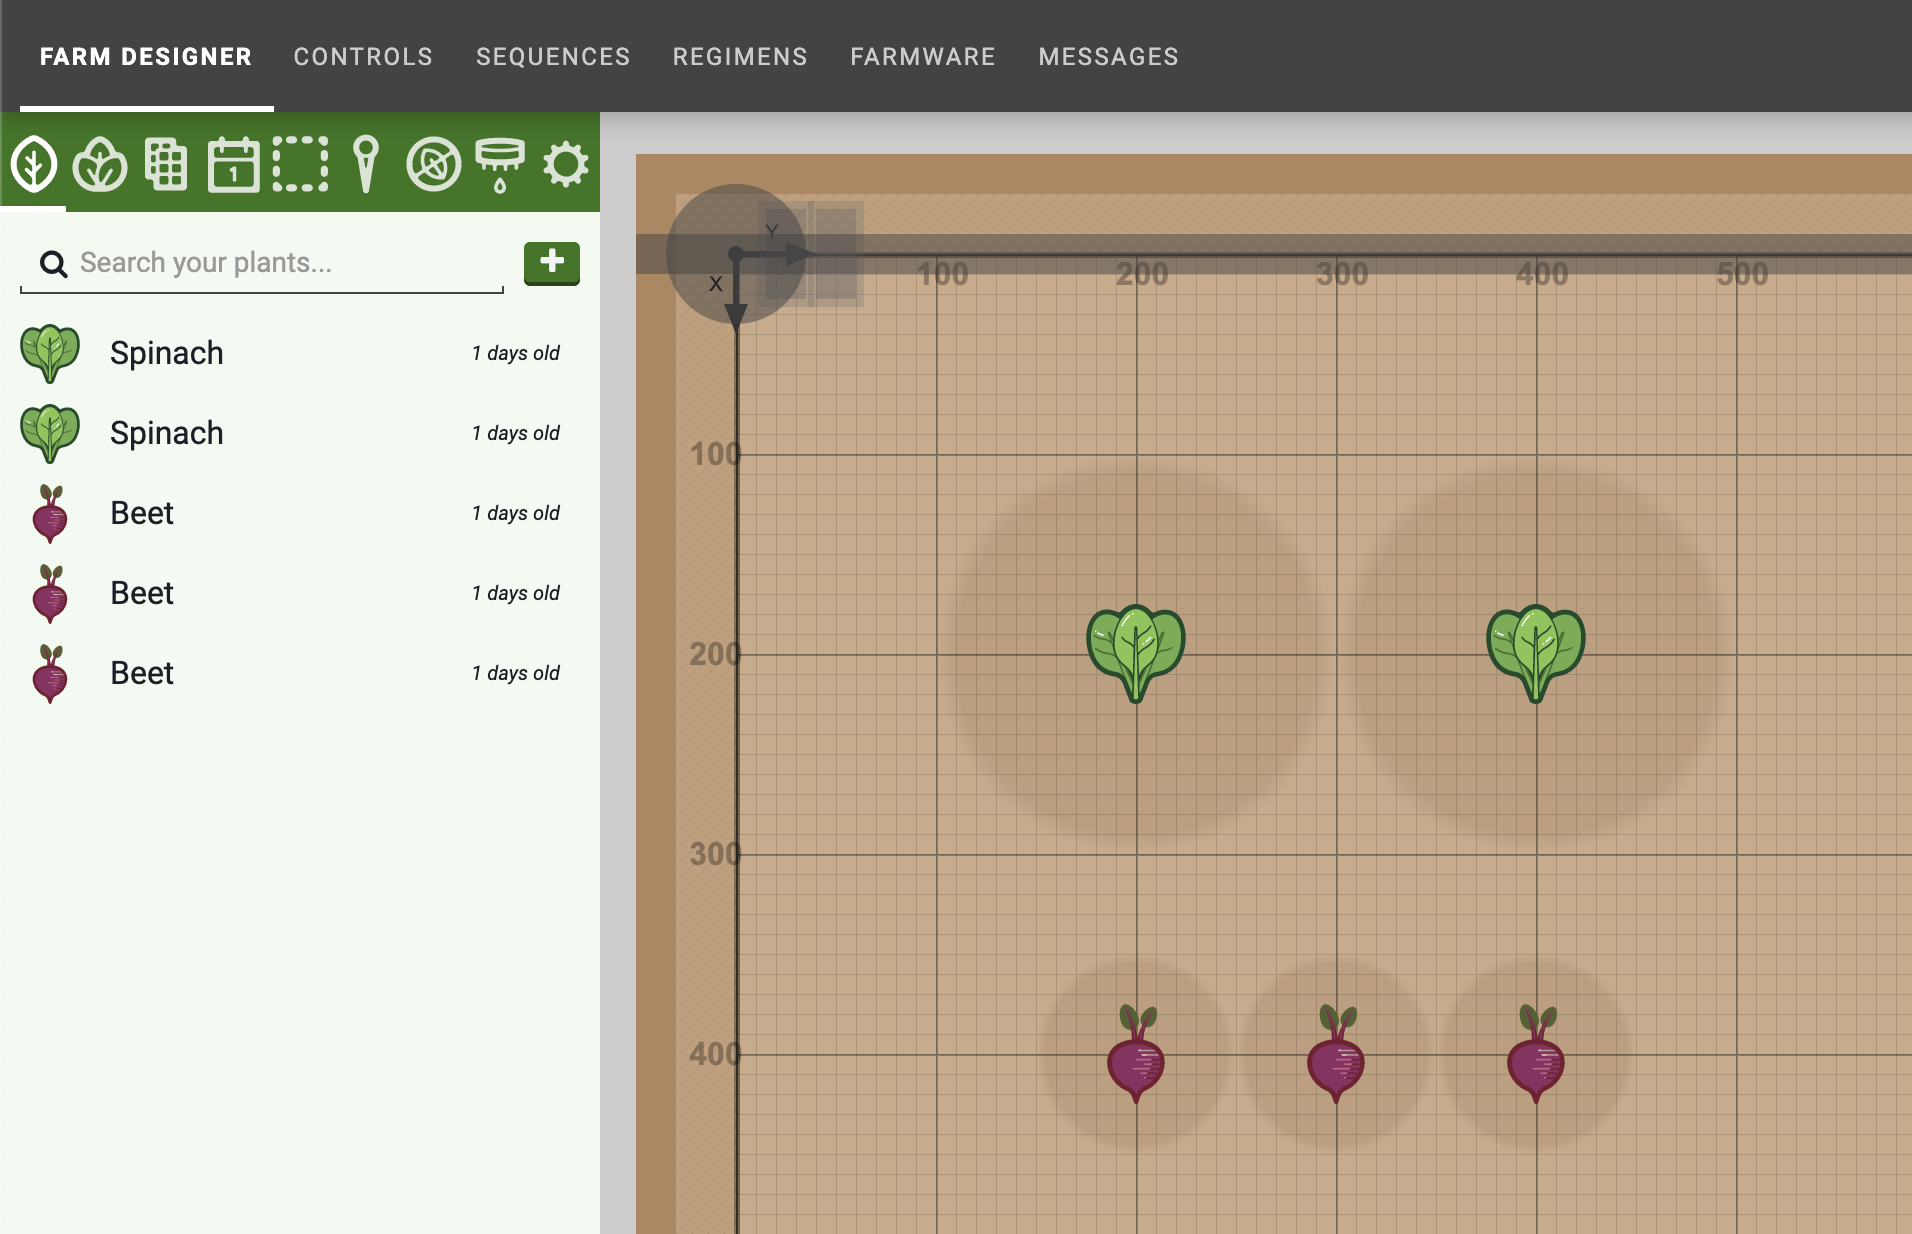 FARM DESIGNER CONTROLS SEQUENCES REGIMENS FARMWARE MESSAGES
1
Search your plants...
Spinach 1 days old
Spinach 1 days old
Beet 1 days old
Beet 1 days old
Beet 1 days old
Y
X
100 200 300 400 500
100
200
300
400